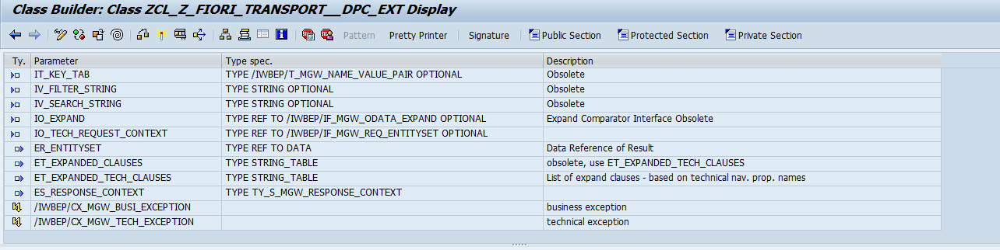 Class Builder: Class ZCL_Z_FIORI_TRANSPORT__DPC_EXT Display
Pattern Pretty Printer Signature Public Section Protected Section Private Section
Ty. Parameter Type spec. Description
IT_KEY_TAB TYPE /IWBEP/T_MGW_NAME_VALUE_PAIR OPTIONAL Obsolete
IV_FILTER_STRING TYPE STRING OPTIONAL Obsolete
IV_SEARCH_STRING TYPE STRING OPTIONAL Obsolete
IO_EXPAND TYPE REF TO /IWBEP/IF_MGW_ODATA_EXPAND OPTIONAL Expand Comparator Interface Obsolete
IO_TECH_REQUEST_CONTEXT TYPE REF TO /IWBEP/IF_MGW_REQ_ENTITYSET OPTIONAL
ER_ENTITYSET TYPE REF TO DATA Data Reference of Result
ET_EXPANDED_CLAUSES TYPE STRING_TABLE obsolete, use ET_EXPANDED_TECH_CLAUSES
ET_EXPANDED_TECH_CLAUSES TYPE STRING_TABLE List of expand clauses - based on technical nav. prop. names
ES_RESPONSE_CONTEXT TYPE TY_S_MGW_RESPONSE_CONTEXT
/IWBEP/CX_MGW_BUSI_EXCEPTION business exception
/IWBEP/CX_MGW_TECH_EXCEPTION technical exception